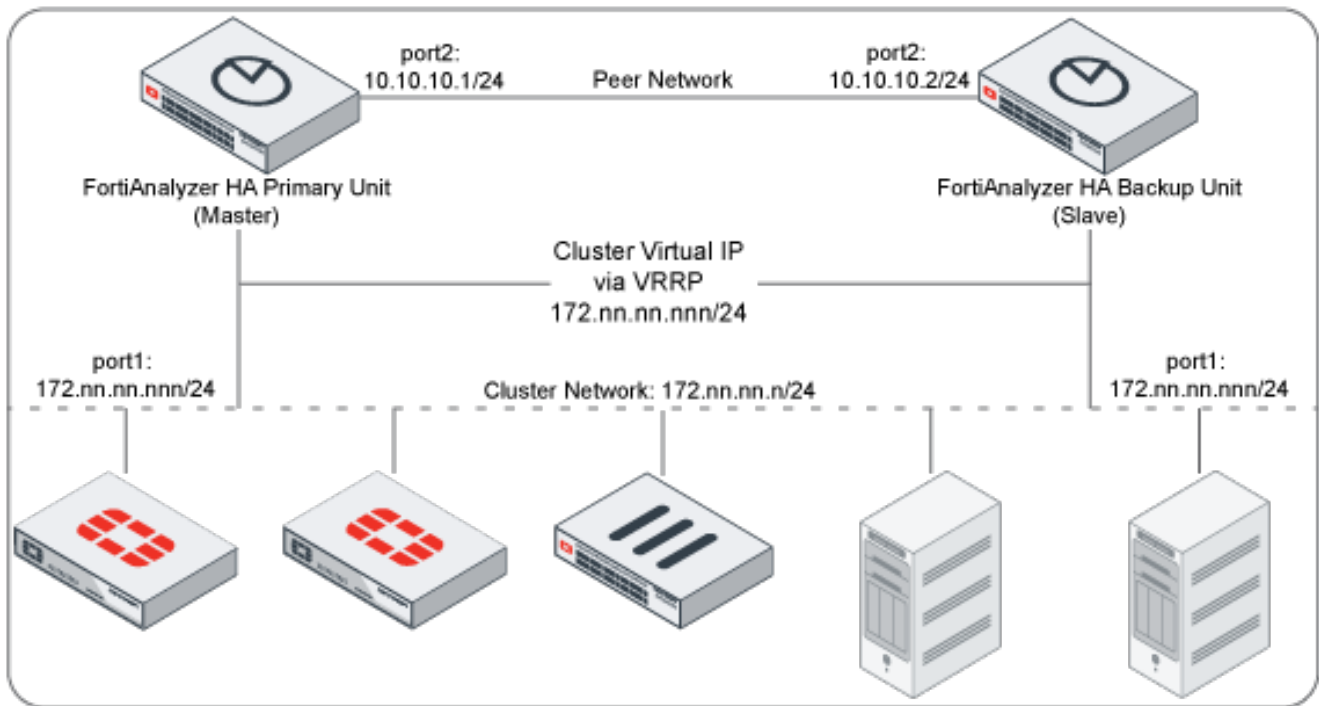 port2:
10.10.10.1/24
Peer Network
port2:
10.10.10.2/24
FortiAnalyzer HA Primary Unit
(Master)
FortiAnalyzer HA Backup Unit
(Slave)
Cluster Virtual IP
via VRRP
172.nn.nn.nnn/24
port1:
172.nn.nn.nnn/24
Cluster Network: 172.nn.nn.n/24
port1:
172.nn.nn.nnn/24